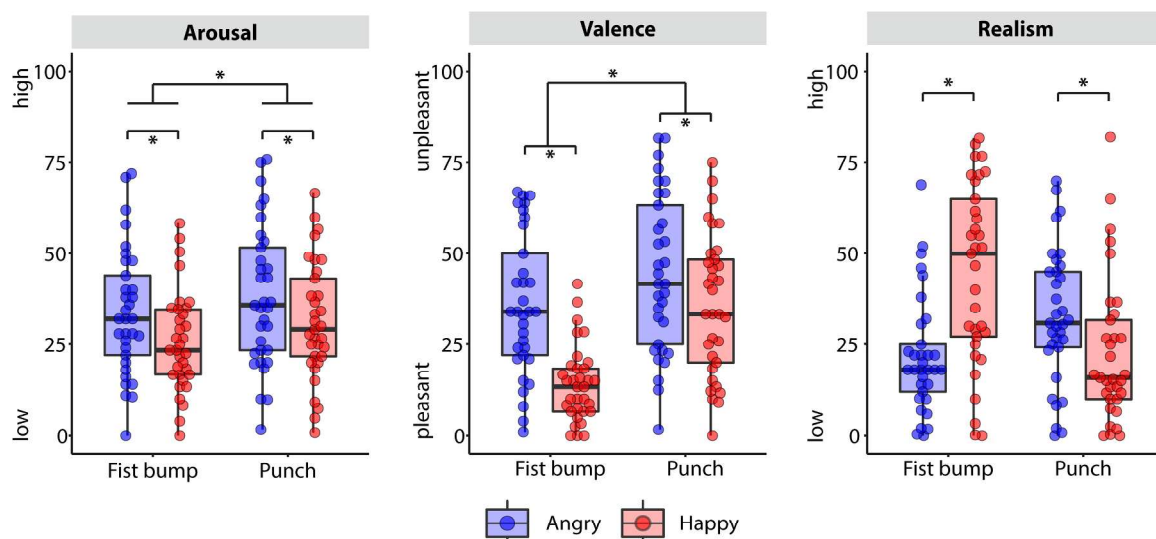 Arousal
high
100
75
50
25
0
low
*
*
*
Fist bump
Punch
Valence
unpleasant
100
75
50
25
0
pleasant
*
*
*
Fist bump
Punch
Realism
high
100
75
50
25
0
low
*
*
Fist bump
Punch
Angry
Happy